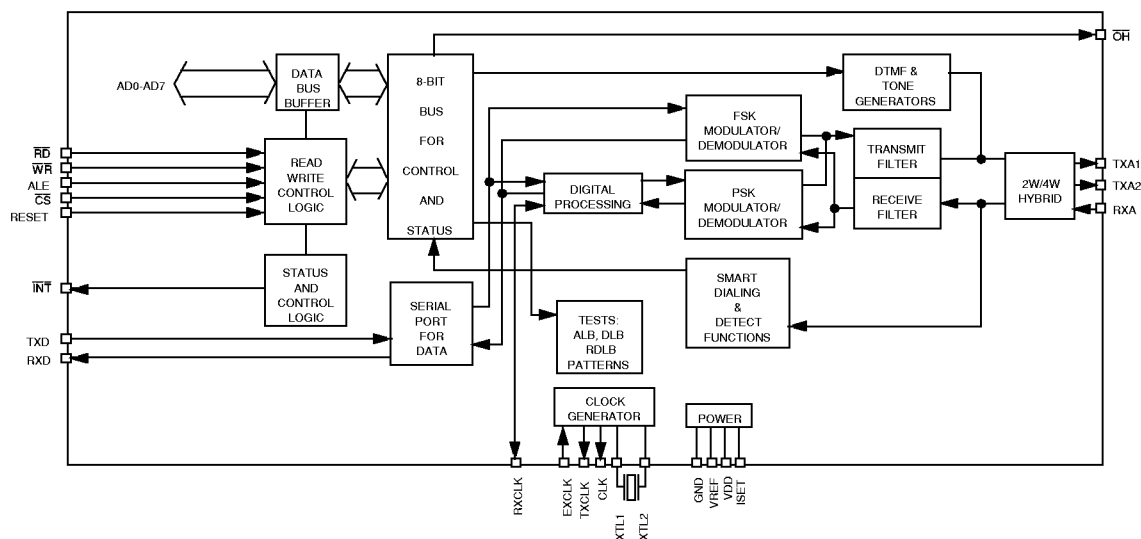 OH
AD0-AD7
DATA
BUS
BUFFER
8-BIT
BUS
FOR
CONTROL
AND
STATUS
DTMF &
TONE
GENERATORS
FSK
MODULATOR/
DEMODULATOR
RD
WR
ALE
CS
RESET
READ
WRITE
CONTROL
LOGIC
DIGITAL
PROCESSING
PSK
MODULATOR/
DEMODULATOR
TRANSMIT
FILTER
RECEIVE
FILTER
2W/4W
HYBRID
TXA1
TXA2
RXA
INT
STATUS
AND
CONTROL
LOGIC
TXD
RXD
SERIAL
PORT
FOR
DATA
TESTS:
ALB, DLB
RDLB
PATTERNS
SMART
DIALING
&
DETECT
FUNCTIONS
CLOCK
GENERATOR
POWER
RXCLK
EXCLK
TXCLK
CLK
XTL1
XTL2
GND
VREF
VDD
ISET